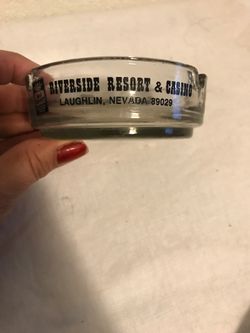 RIVERSIDE RESORT & CASINO
LAUGHLIN, NEVADA 89029